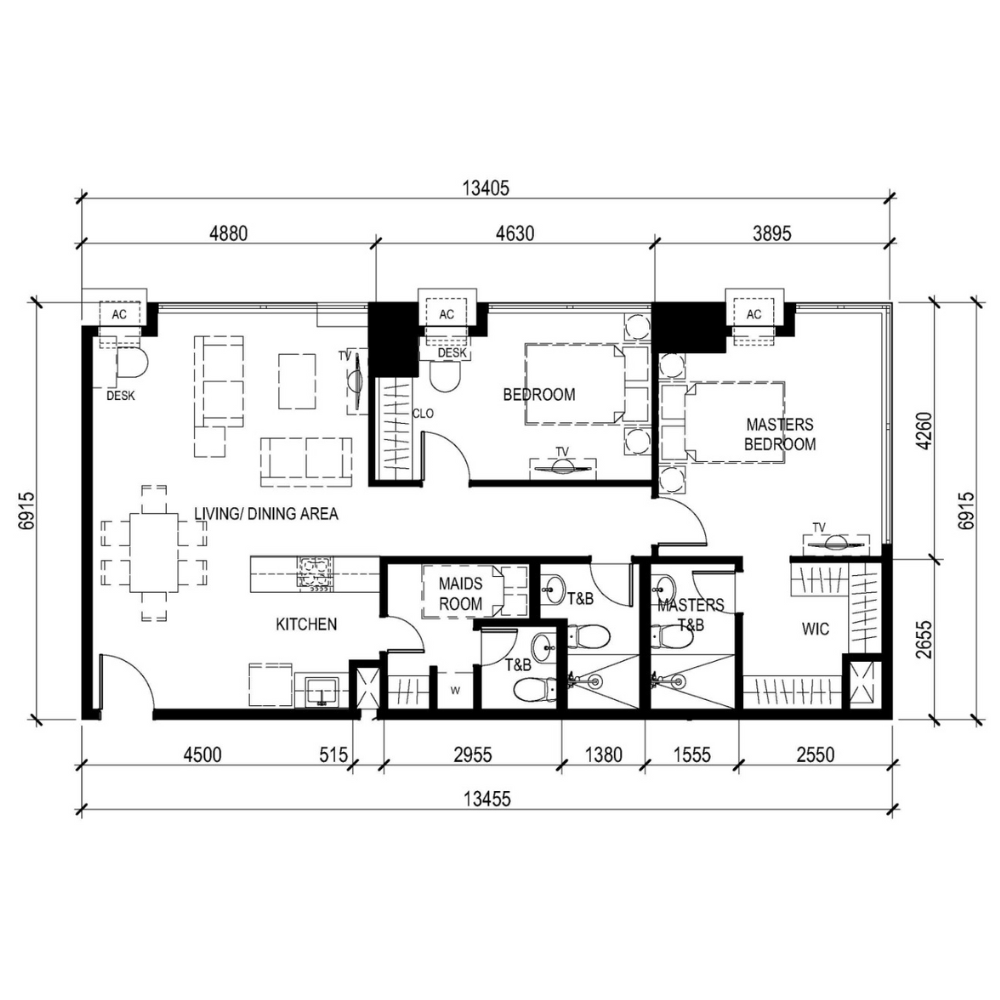 13405
4880
4630
3895
AC
AC
AC
TV
DESK
DESK
BEDROOM
CLO
MASTERS
BEDROOM
TV
4260
6915
6915
LIVING/ DINING AREA
TV
MAIDS
ROOM
T&B
MASTERS
T&B
KITCHEN
WIC
2655
T&B
W
4500
515
2955
1380
1555
2550
13455